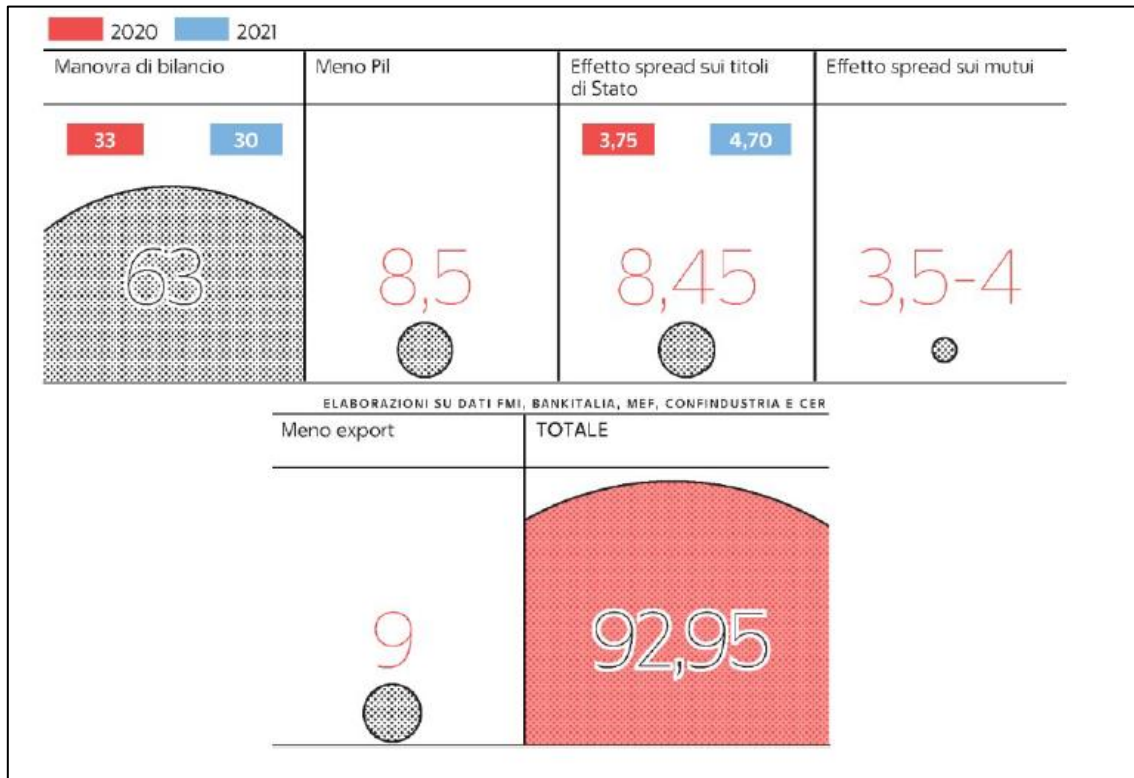 2020 2021
Manovra di bilancio
Meno Pil
Effetto spread sui titoli
di Stato
Effetto spread sui mutui
33 30
3,75 4,70
63
8,5
8,45
3,5-4
ELABORAZIONI SU DATI FMI, BANKITALIA, MEF, CONFINDUSTRIA E CER
Meno export
TOTALE
9
92,95